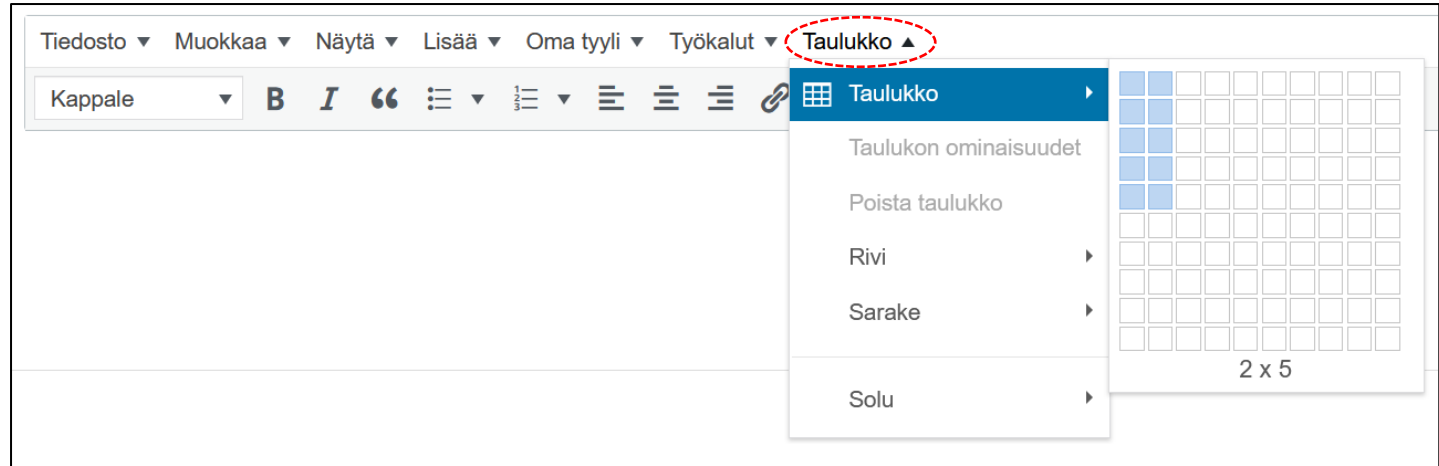 Tiedosto Muokkaa Näytä Lisää Oma tyyli Työkalut Taulukko
Kappale
Taulukko
Taulukon ominaisuudet
Poista taulukko
Rivi
Sarake
Solu
2 x 5